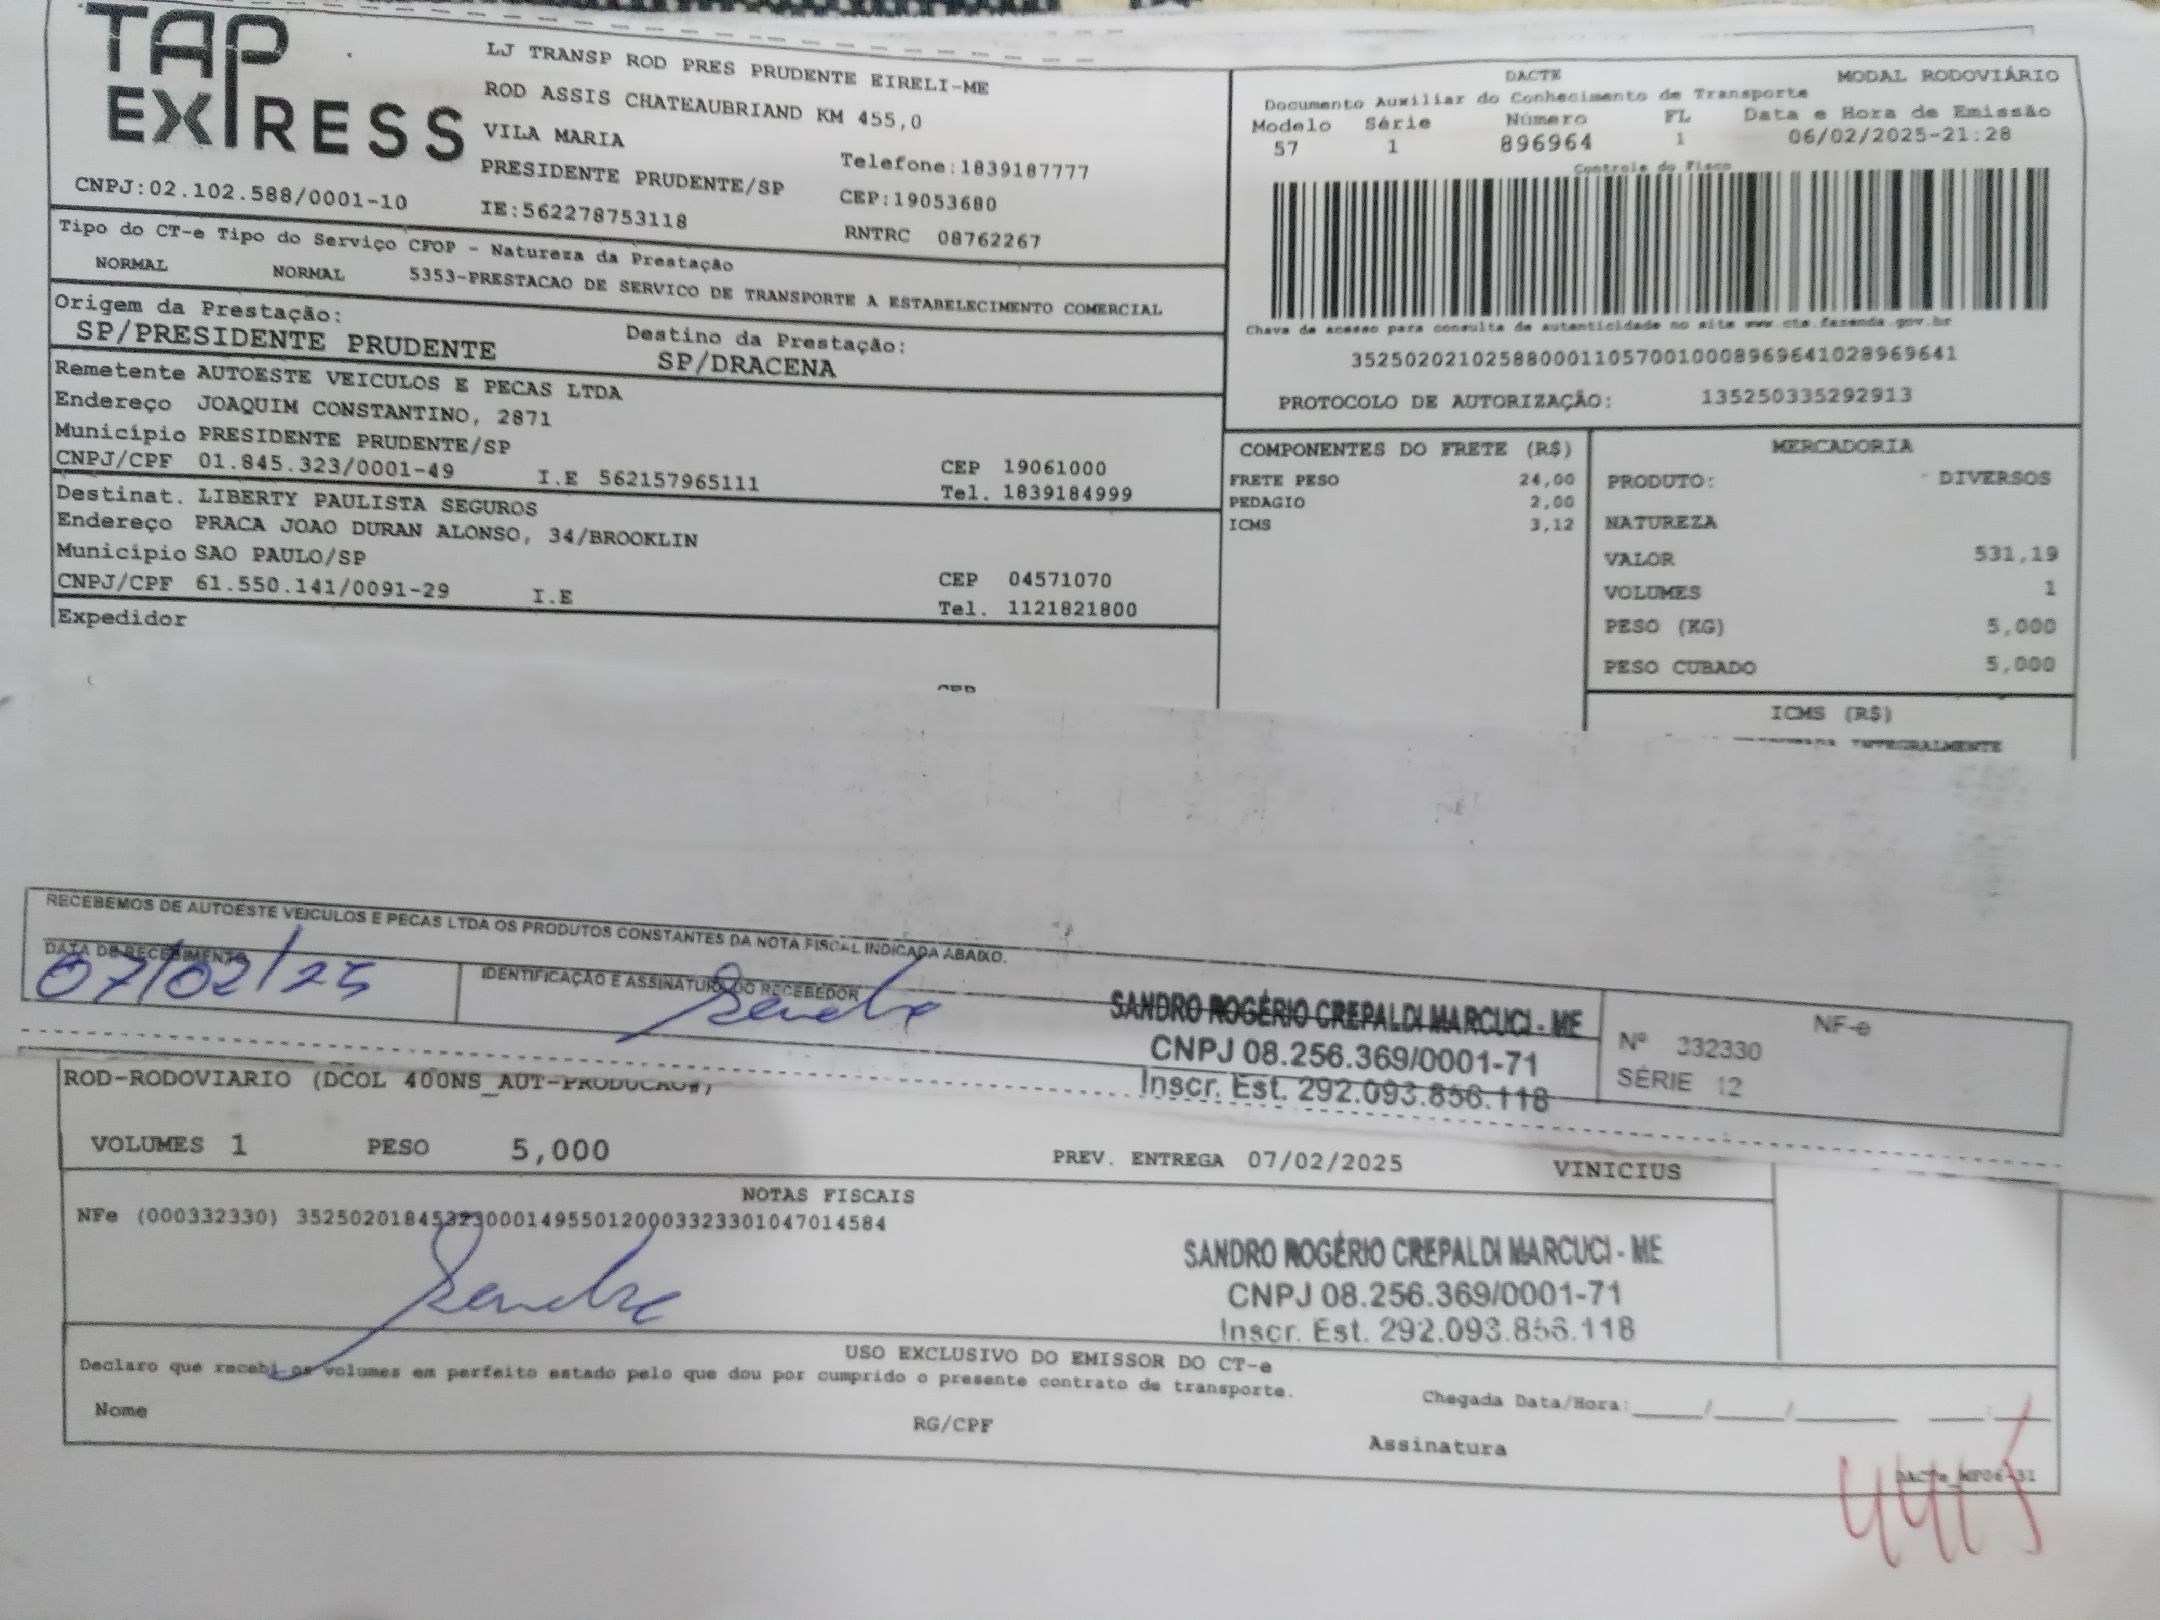 TAP EXPRESS
LJ TRANSP ROD PRES PRUDENTE EIRELI-ME
ROD ASSIS CHATEAUBRIAND KM 455,0
VILA MARIA
PRESIDENTE PRUDENTE/SP
Telefone:1839187777
CEP:19053680
CNPJ:02.102.588/0001-10
IE:562278753118
RNTRC 08762267
DACTE
MODAL RODOVIÁRIO
Documento Auxiliar do Conhecimento de Transporte
Modelo Série Número FL Data e Hora de Emissão
57 1 896964 1 06/02/2025-21:28
Controle do Fisco
Chave de acesso para consulta de autenticidade no site www.cte.fazenda.gov.br
35250202102588000110570010008969641028969641
PROTOCOLO DE AUTORIZAÇÃO: 135250335292913
Tipo do CT-e Tipo do Serviço CFOP - Natureza da Prestação
NORMAL NORMAL 5353-PRESTACAO DE SERVICO DE TRANSPORTE A ESTABELECIMENTO COMERCIAL
Origem da Prestação: Destino da Prestação:
SP/PRESIDENTE PRUDENTE SP/DRACENA
Remetente AUTOESTE VEICULOS E PECAS LTDA
Endereço JOAQUIM CONSTANTINO, 2871
Município PRESIDENTE PRUDENTE/SP CEP 19061000
CNPJ/CPF 01.845.323/0001-49 I.E 562157965111 Tel. 1839184999
Destinat. LIBERTY PAULISTA SEGUROS
Endereço PRACA JOAO DURAN ALONSO, 34/BROOKLIN
Município SAO PAULO/SP CEP 04571070
CNPJ/CPF 61.550.141/0091-29 I.E Tel. 1121821800
Expedidor
COMPONENTES DO FRETE (R$)
FRETE PESO 24,00
PEDAGIO 2,00
ICMS 3,12
MERCADORIA
PRODUTO: DIVERSOS
NATUREZA
VALOR 531,19
VOLUMES 1
PESO (KG) 5,000
PESO CUBADO 5,000
ICMS (R$)
INTEGRALMENTE
RECEBEMOS DE AUTOESTE VEICULOS E PECAS LTDA OS PRODUTOS CONSTANTES DA NOTA FISCAL INDICADA ABAIXO.
DATA DO RECEBIMENTO IDENTIFICAÇÃO E ASSINATURA DO RECEBEDOR
07/02/25
SANDRO ROGÉRIO CREPALDI MARCUCI - ME
CNPJ 08.256.369/0001-71
Inscr. Est. 292.093.856.118
NF-e
Nº 332330
SÉRIE 12
ROD-RODOVIARIO (DCOL 400NS_AUT-PRODUCAO#)
VOLUMES 1 PESO 5,000 PREV. ENTREGA 07/02/2025 VINICIUS
NOTAS FISCAIS
NFe (000332330) 35250201845323000149550120003323301047014584
SANDRO ROGÉRIO CREPALDI MARCUCI - ME
CNPJ 08.256.369/0001-71
Inscr. Est. 292.093.856.118
USO EXCLUSIVO DO EMISSOR DO CT-e
Declaro que recebi os volumes em perfeito estado pelo que dou por cumprido o presente contrato de transporte.
Chegada Data/Hora:
Nome RG/CPF Assinatura